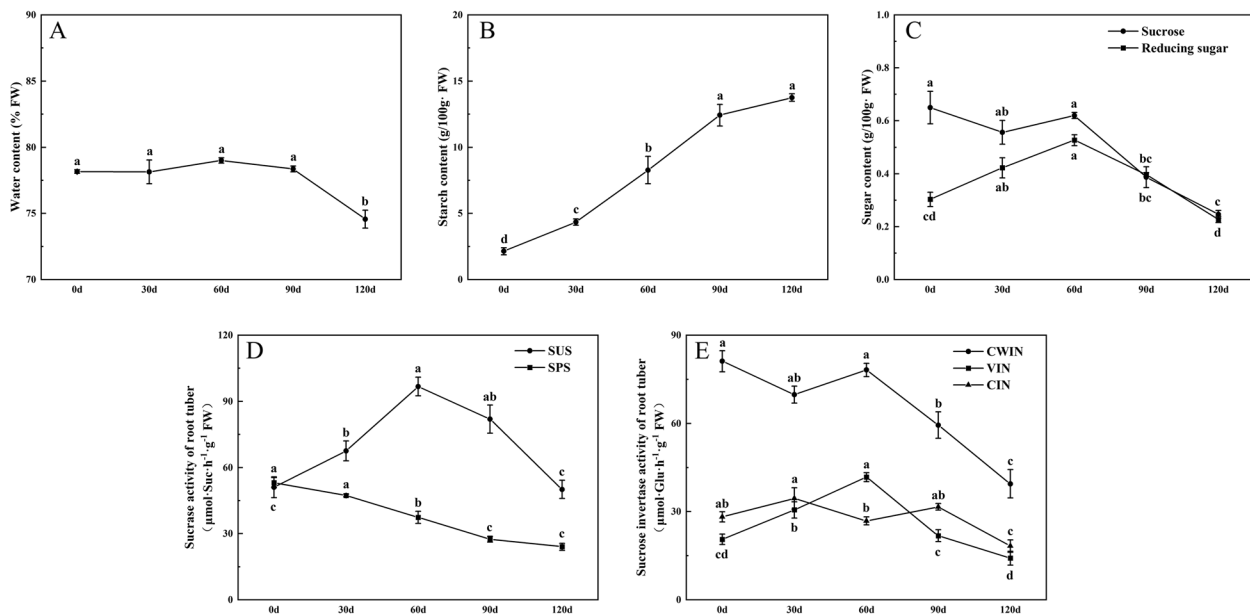 A
Water content (% FW)
90
85
80
75
70
a
a
a
a
b
0d
30d
60d
90d
120d
B
Starch content (g/100g· FW)
20
15
10
5
0
d
c
b
a
a
0d
30d
60d
90d
120d
C
Sucrose
Reducing sugar
Sugar content (g/100g· FW)
1.0
0.8
0.6
0.4
0.2
0.0
a
ab
a
bc
c
cd
ab
a
bc
d
0d
30d
60d
90d
120d
D
SUS
SPS
Sucrase activity of root tuber
(μmol·Suc·h⁻¹·g⁻¹ FW)
120
90
60
30
0
a
b
a
ab
c
c
a
b
c
c
0d
30d
60d
90d
120d
E
CWIN
VIN
CIN
Sucrose invertase activity of root tuber
(μmol·Glu·h⁻¹·g⁻¹ FW)
90
60
30
0
a
ab
a
b
c
ab
a
a
ab
c
cd
b
b
c
d
0d
30d
60d
90d
120d